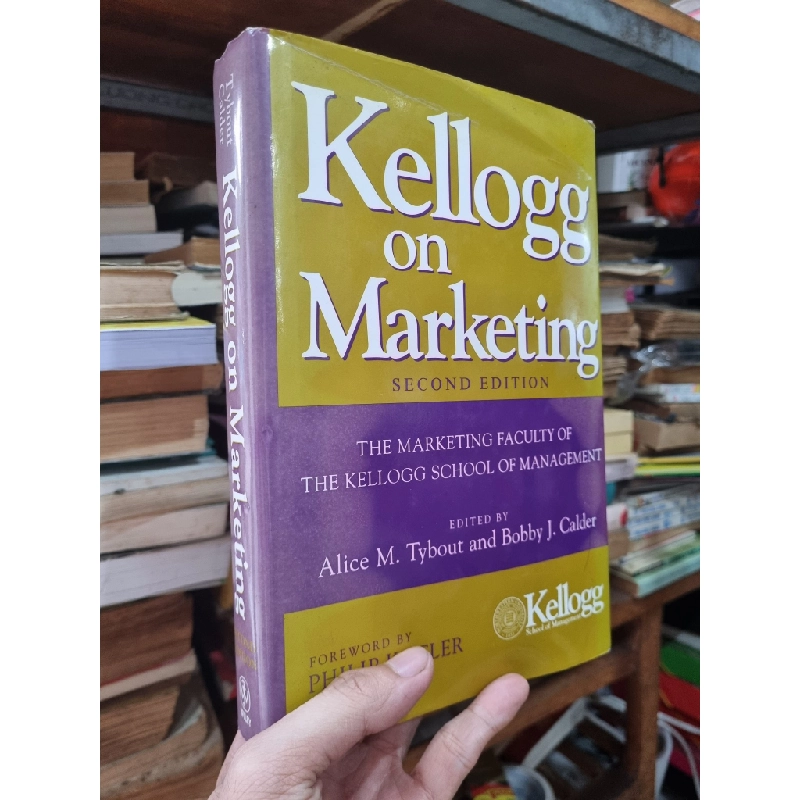 Kellogg
on
Marketing
SECOND EDITION
THE MARKETING FACULTY OF
THE KELLOGG SCHOOL OF MANAGEMENT
EDITED BY
Alice M. Tybout and Bobby J. Calder
Kellogg
School of Management
FOREWORD BY
Tybout
Calder
Kellogg on Marketing